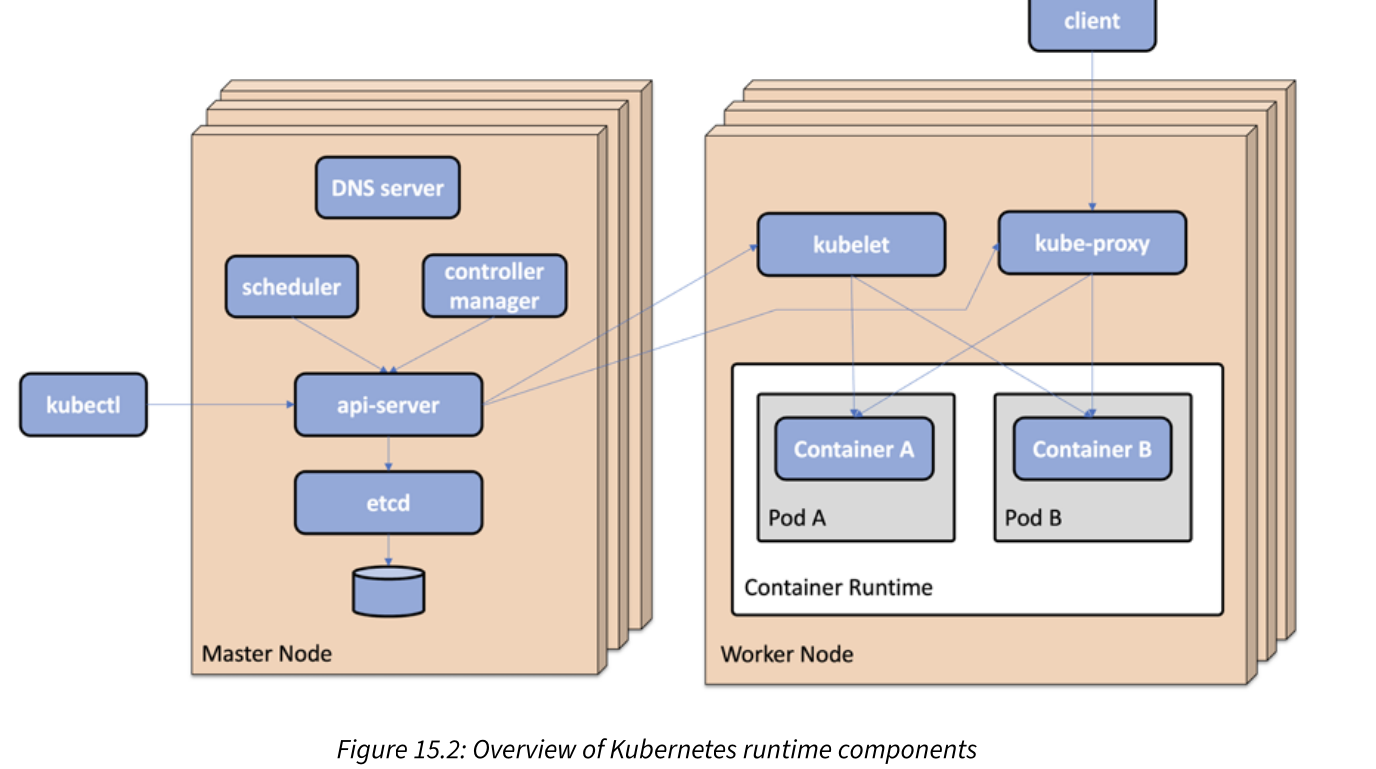 client
DNS server
kubelet
kube-proxy
scheduler
controller
manager
kubectl
api-server
Container A
Container B
etcd
Pod A
Pod B
Container Runtime
Master Node
Worker Node
Figure 15.2: Overview of Kubernetes runtime components